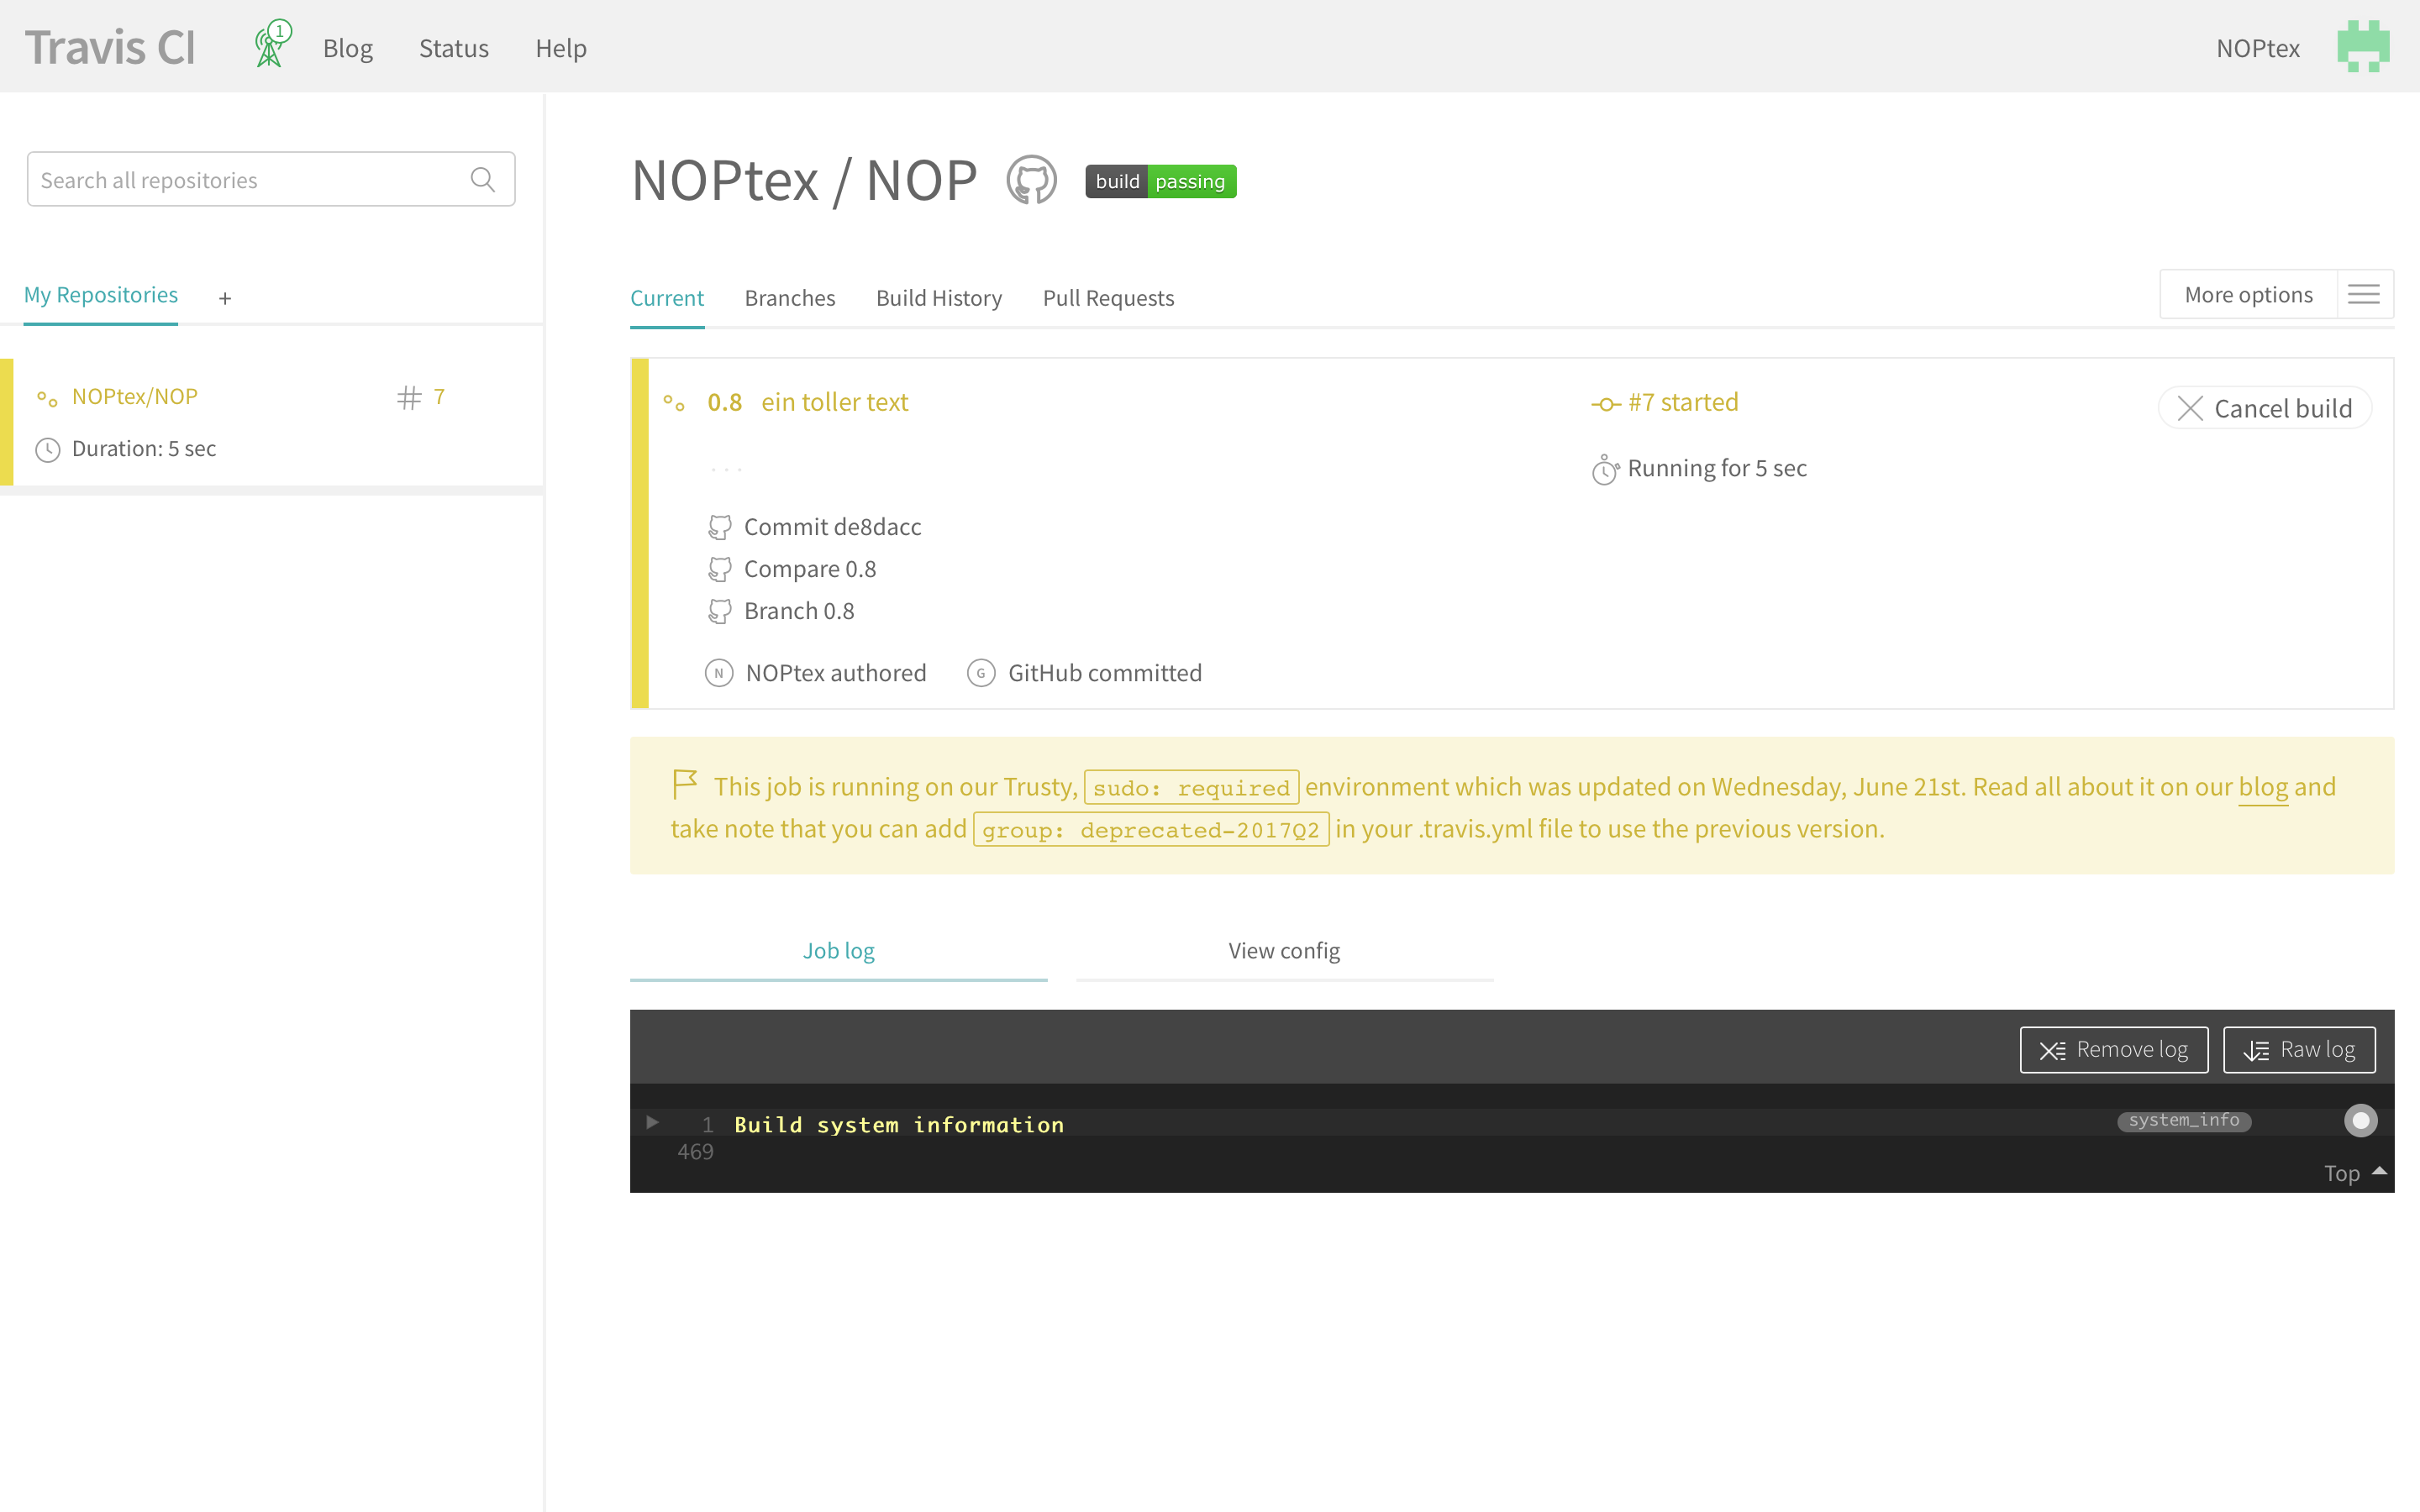 Travis CI
1
Blog
Status
Help
NOPtex
Search all repositories
My Repositories
+
NOPtex/NOP
# 7
Duration: 5 sec
NOPtex / NOP
build passing
Current
Branches
Build History
Pull Requests
More options
0.8 ein toller text
...
Commit de8dacc
Compare 0.8
Branch 0.8
N NOPtex authored
G GitHub committed
#7 started
Running for 5 sec
Cancel build
This job is running on our Trusty, sudo: required environment which was updated on Wednesday, June 21st. Read all about it on our blog and
take note that you can add group: deprecated-2017Q2 in your .travis.yml file to use the previous version.
Job log
View config
Remove log
Raw log
1 Build system information
system_info
469
Top